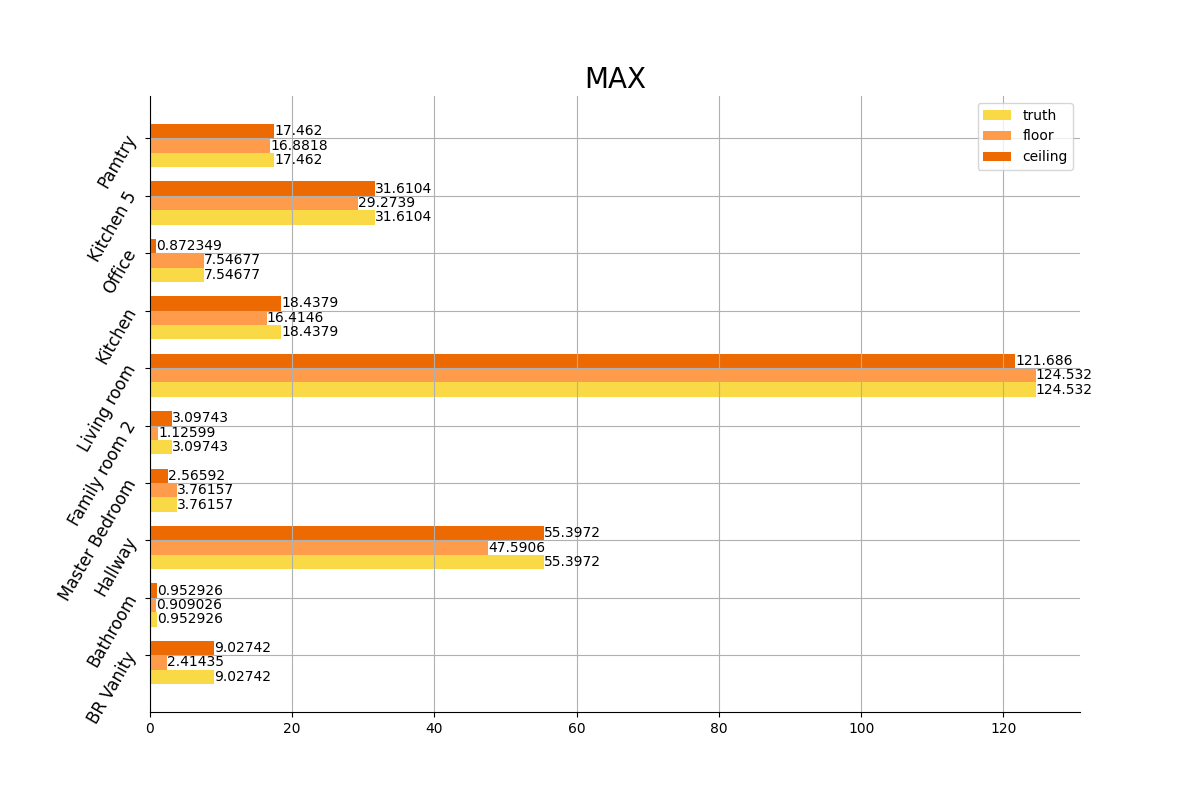 MAX
truth
floor
ceiling
Pamtry
17.462
16.8818
17.462
Kitchen 5
31.6104
29.2739
31.6104
Office
0.872349
7.54677
7.54677
Kitchen
18.4379
16.4146
18.4379
Living room
121.686
124.532
124.532
Family room 2
3.09743
1.12599
3.09743
Master Bedroom
2.56592
3.76157
3.76157
Hallway
55.3972
47.5906
55.3972
Bathroom
0.952926
0.909026
0.952926
BR Vanity
9.02742
2.41435
9.02742
0 20 40 60 80 100 120